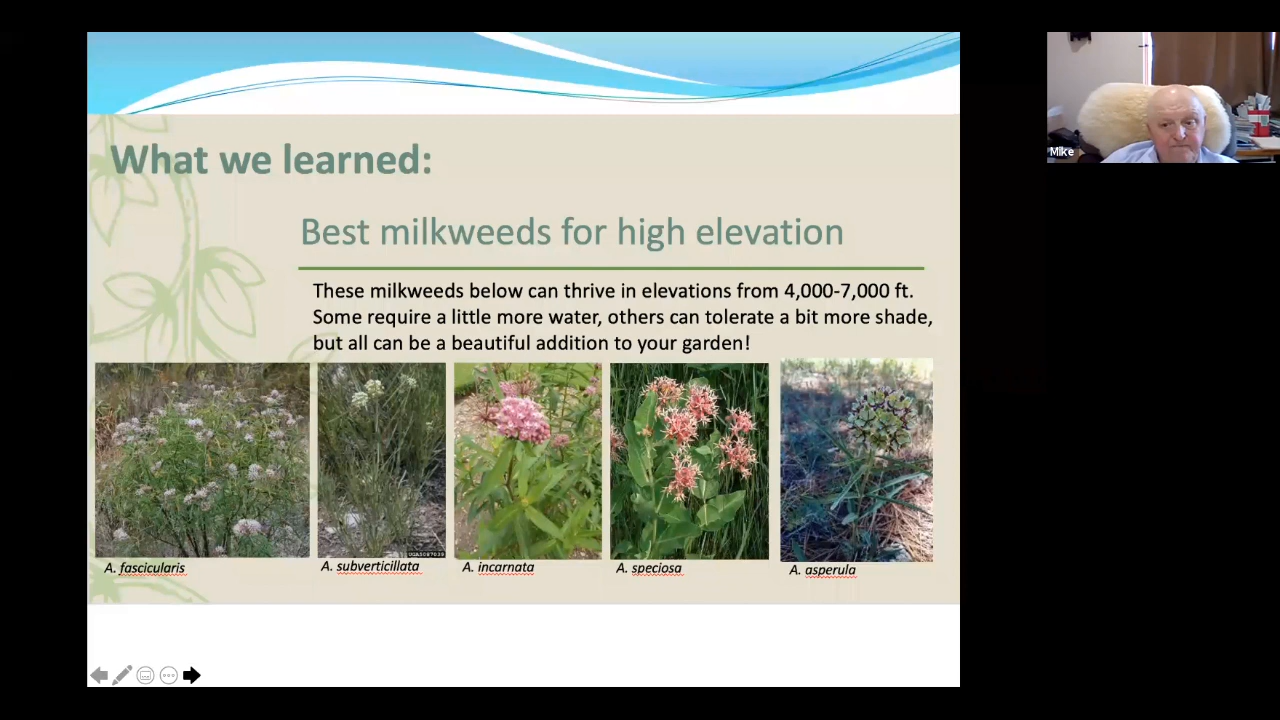 What we learned:
Best milkweeds for high elevation
These milkweeds below can thrive in elevations from 4,000-7,000 ft.
Some require a little more water, others can tolerate a bit more shade,
but all can be a beautiful addition to your garden!
A. fascicularis
A. subverticillata
A. incarnata
A. speciosa
A. asperula
Mike